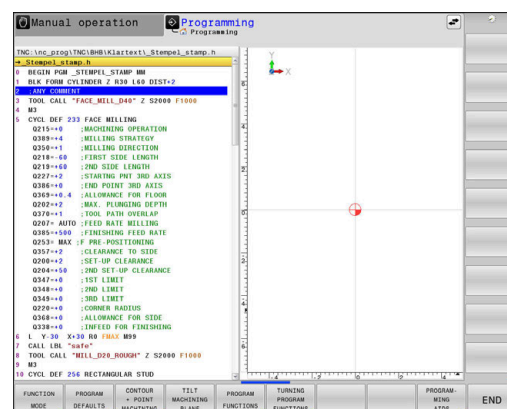 Manual operation
Programming
Programming
TNC:\nc_prog\TNC\BHB\Klartext\_Stempel_stamp.h
→_Stempel_stamp.h
0 BEGIN PGM _STEMPEL_STAMP MM
1 BLK FORM CYLINDER Z R30 L60 DIST+2
2 ;ANY COMMENT
3 TOOL CALL "FACE_MILL_D40" Z S2000 F1000
4 M3
5 CYCL DEF 233 FACE MILLING
Q215=+0 ;MACHINING OPERATION
Q389=+4 ;MILLING STRATEGY
Q350=+1 ;MILLING DIRECTION
Q218=-60 ;FIRST SIDE LENGTH
Q219=+60 ;2ND SIDE LENGTH
Q227=+2 ;STARTNG PNT 3RD AXIS
Q386=+0 ;END POINT 3RD AXIS
Q369=+0.4 ;ALLOWANCE FOR FLOOR
Q202=+2 ;MAX. PLUNGING DEPTH
Q370=+1 ;TOOL PATH OVERLAP
Q207= AUTO ;FEED RATE MILLING
Q385=+500 ;FINISHING FEED RATE
Q253= MAX ;F PRE-POSITIONING
Q357=+2 ;CLEARANCE TO SIDE
Q200=+2 ;SET-UP CLEARANCE
Q204=+50 ;2ND SET-UP CLEARANCE
Q347=+0 ;1ST LIMIT
Q348=+0 ;2ND LIMIT
Q349=+0 ;3RD LIMIT
Q220=+0 ;CORNER RADIUS
Q368=+0 ;ALLOWANCE FOR SIDE
Q338=+0 ;INFEED FOR FINISHING
6 L Y-30 X+30 R0 FMAX M99
7 CALL LBL "safe"
8 TOOL CALL "MILL_D20_ROUGH" Z S2000 F1000
9 M3
10 CYCL DEF 256 RECTANGULAR STUD
Y
X
FUNCTION MODE
PROGRAM DEFAULTS
CONTOUR + POINT MACHINING
TILT MACHINING PLANE
PROGRAM FUNCTIONS
TURNING PROGRAM FUNCTIONS
PROGRAM- MING AIDS
END